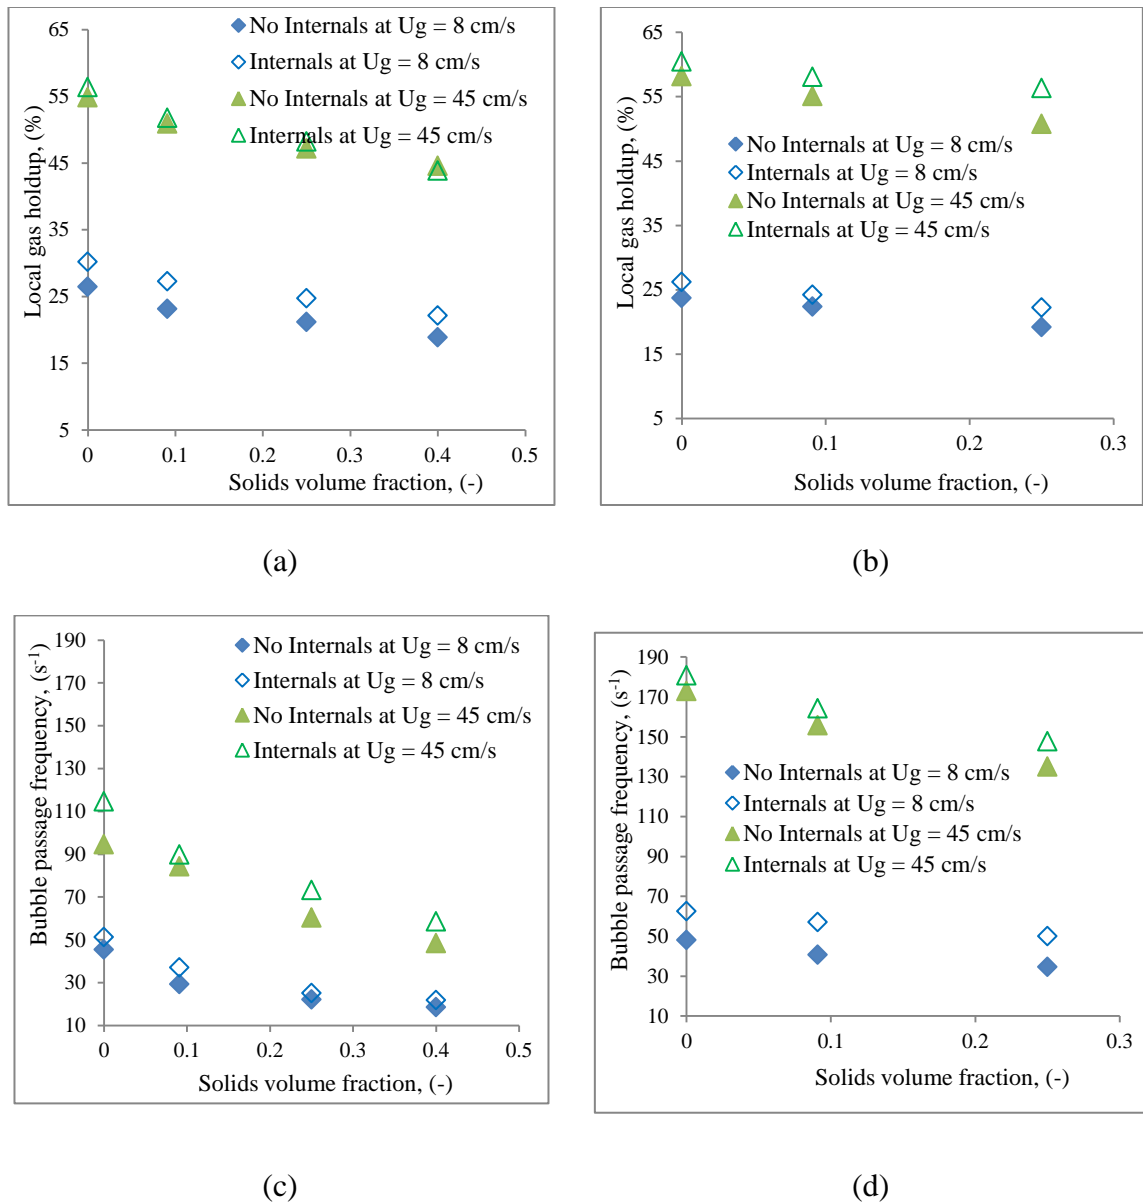 65
55
45
35
25
15
5
0
0.1
0.2
0.3
0.4
0.5
Local gas holdup, (%)
Solids volume fraction, (-)
No Internals at Ug = 8 cm/s
Internals at Ug = 8 cm/s
No Internals at Ug = 45 cm/s
Internals at Ug = 45 cm/s
(a)
65
55
45
35
25
15
5
0
0.1
0.2
0.3
Local gas holdup, (%)
Solids volume fraction, (-)
No Internals at Ug = 8 cm/s
Internals at Ug = 8 cm/s
No Internals at Ug = 45 cm/s
Internals at Ug = 45 cm/s
(b)
190
170
150
130
110
90
70
50
30
10
0
0.1
0.2
0.3
0.4
0.5
Bubble passage frequency, (s⁻¹)
Solids volume fraction, (-)
No Internals at Ug = 8 cm/s
Internals at Ug = 8 cm/s
No Internals at Ug = 45 cm/s
Internals at Ug = 45 cm/s
(c)
190
170
150
130
110
90
70
50
30
10
0
0.1
0.2
0.3
Bubble passage frequency, (s⁻¹)
Solids volume fraction, (-)
No Internals at Ug = 8 cm/s
Internals at Ug = 8 cm/s
No Internals at Ug = 45 cm/s
Internals at Ug = 45 cm/s
(d)